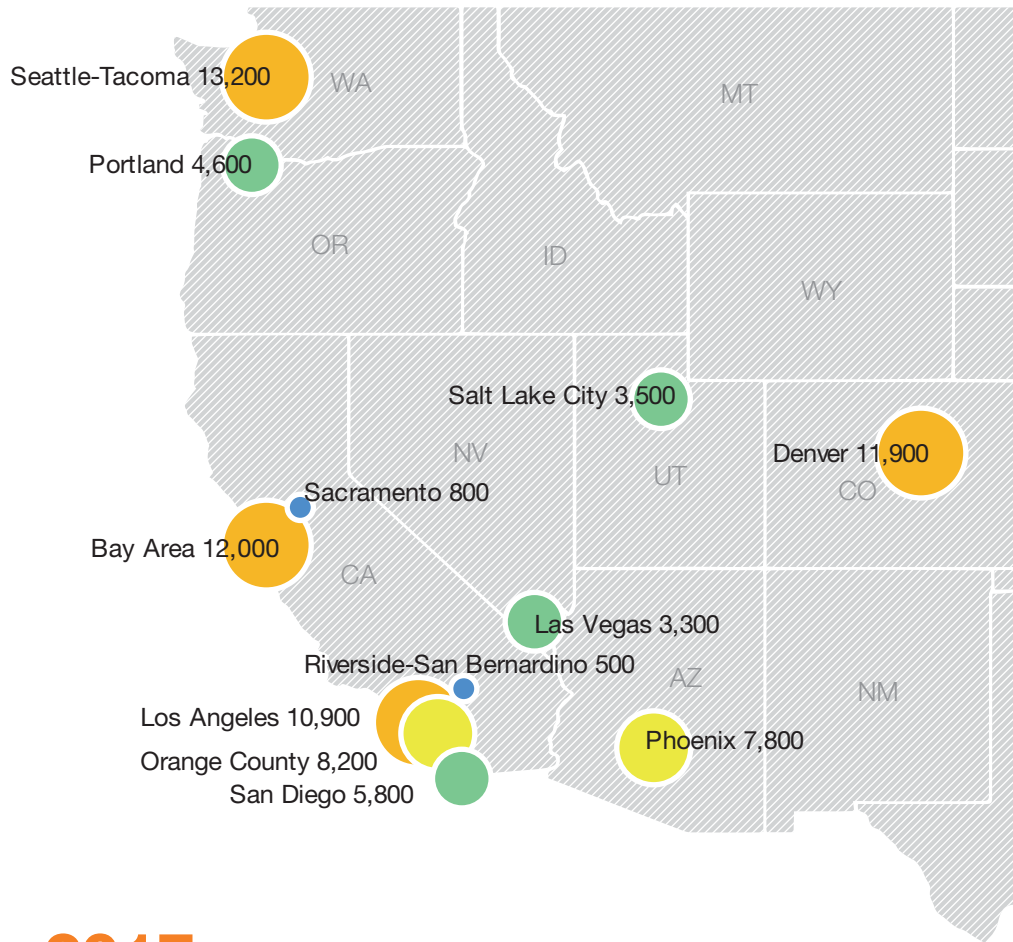 Seattle-Tacoma 13,200
WA
MT
Portland 4,600
OR
ID
WY
Salt Lake City 3,500
NV
Denver 11,900
UT
CO
Sacramento 800
Bay Area 12,000
CA
Las Vegas 3,300
Riverside-San Bernardino 500
AZ
NM
Los Angeles 10,900
Phoenix 7,800
Orange County 8,200
San Diego 5,800